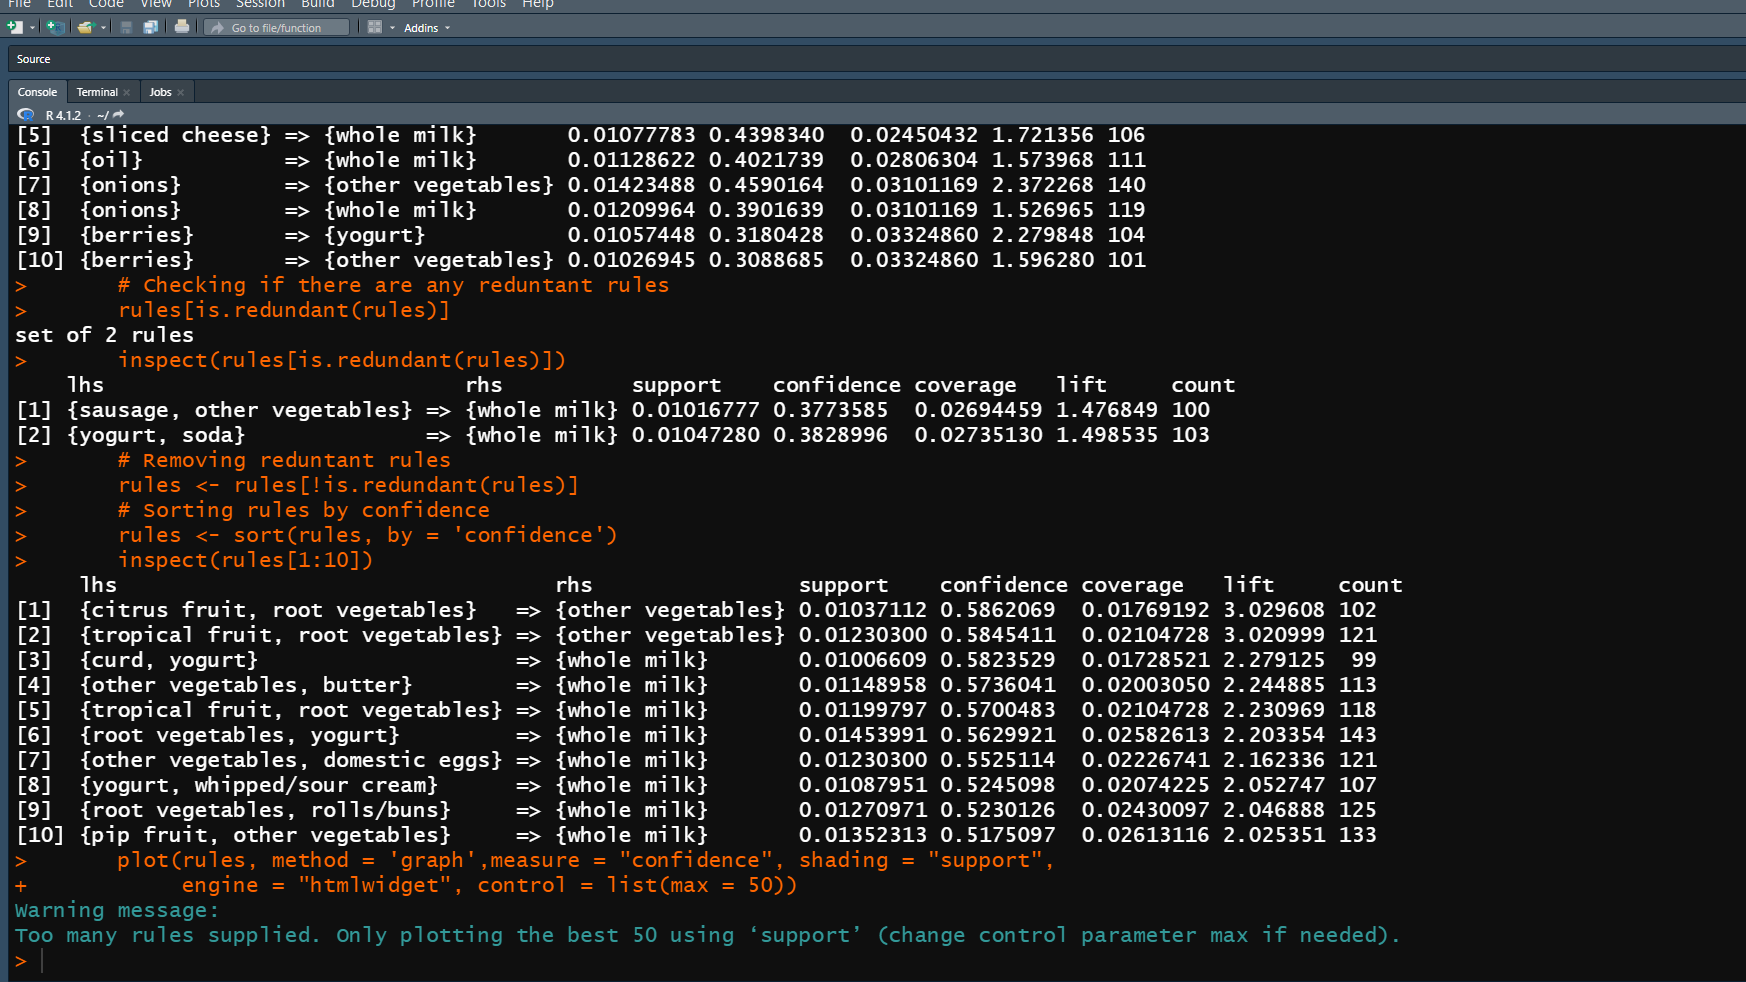 File Edit Code View Plots Session Build Debug Profile Tools Help
Go to file/function Addins
Source
Console Terminal Jobs
R 4.1.2 · ~/
[5] {sliced cheese} => {whole milk} 0.01077783 0.4398340 0.02450432 1.721356 106
[6] {oil} => {whole milk} 0.01128622 0.4021739 0.02806304 1.573968 111
[7] {onions} => {other vegetables} 0.01423488 0.4590164 0.03101169 2.372268 140
[8] {onions} => {whole milk} 0.01209964 0.3901639 0.03101169 1.526965 119
[9] {berries} => {yogurt} 0.01057448 0.3180428 0.03324860 2.279848 104
[10] {berries} => {other vegetables} 0.01026945 0.3088685 0.03324860 1.596280 101
> # Checking if there are any reduntant rules
> rules[is.redundant(rules)]
set of 2 rules
> inspect(rules[is.redundant(rules)])
lhs rhs support confidence coverage lift count
[1] {sausage, other vegetables} => {whole milk} 0.01016777 0.3773585 0.02694459 1.476849 100
[2] {yogurt, soda} => {whole milk} 0.01047280 0.3828996 0.02735130 1.498535 103
> # Removing reduntant rules
> rules <- rules[!is.redundant(rules)]
> # Sorting rules by confidence
> rules <- sort(rules, by = 'confidence')
> inspect(rules[1:10])
lhs rhs support confidence coverage lift count
[1] {citrus fruit, root vegetables} => {other vegetables} 0.01037112 0.5862069 0.01769192 3.029608 102
[2] {tropical fruit, root vegetables} => {other vegetables} 0.01230300 0.5845411 0.02104728 3.020999 121
[3] {curd, yogurt} => {whole milk} 0.01006609 0.5823529 0.01728521 2.279125 99
[4] {other vegetables, butter} => {whole milk} 0.01148958 0.5736041 0.02003050 2.244885 113
[5] {tropical fruit, root vegetables} => {whole milk} 0.01199797 0.5700483 0.02104728 2.230969 118
[6] {root vegetables, yogurt} => {whole milk} 0.01453991 0.5629921 0.02582613 2.203354 143
[7] {other vegetables, domestic eggs} => {whole milk} 0.01230300 0.5525114 0.02226741 2.162336 121
[8] {yogurt, whipped/sour cream} => {whole milk} 0.01087951 0.5245098 0.02074225 2.052747 107
[9] {root vegetables, rolls/buns} => {whole milk} 0.01270971 0.5230126 0.02430097 2.046888 125
[10] {pip fruit, other vegetables} => {whole milk} 0.01352313 0.5175097 0.02613116 2.025351 133
> plot(rules, method = 'graph',measure = "confidence", shading = "support",
+ engine = "htmlwidget", control = list(max = 50))
Warning message:
Too many rules supplied. Only plotting the best 50 using ‘support’ (change control parameter max if needed).
>